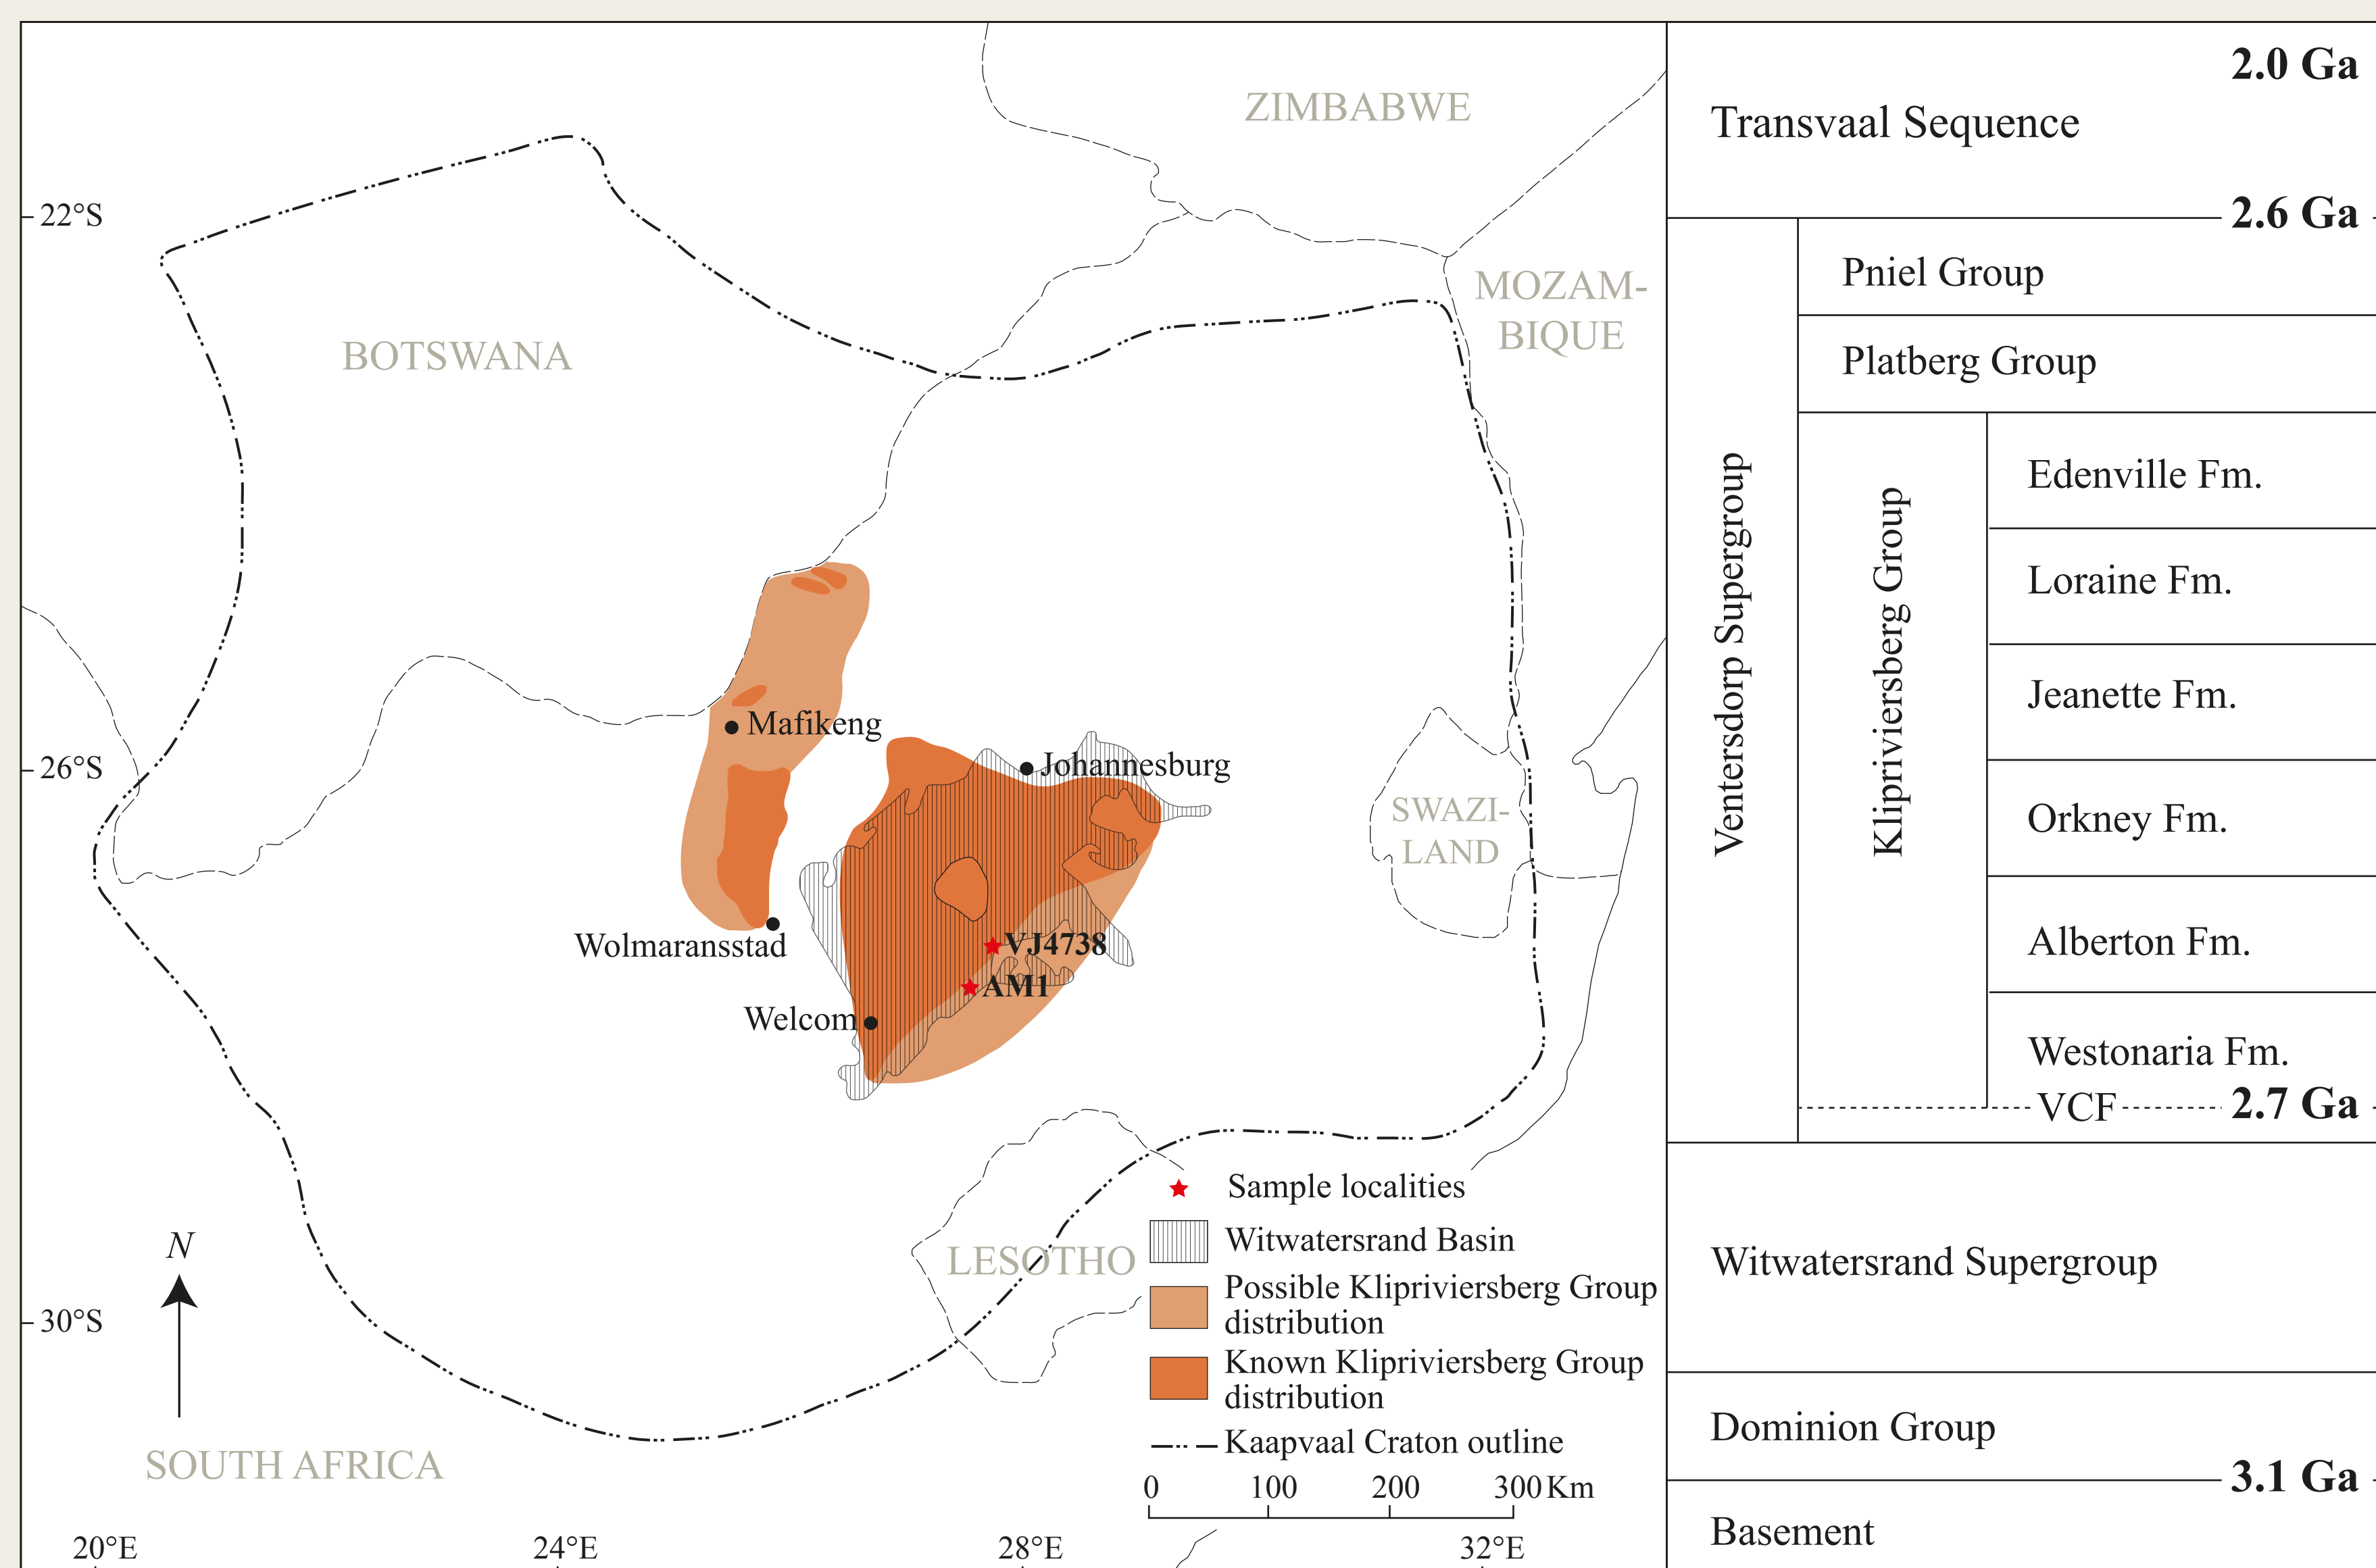 ZIMBABWE
22°S
MOZAM-
BIQUE
BOTSWANA
Mafikeng
Johannesburg
26°S
SWAZI-
LAND
Wolmaransstad
VJ4738
AM1
Welcom
Sample localities
Witwatersrand Basin
N
LESOTHO
Possible Klipriviersberg Group
distribution
30°S
Known Klipriviersberg Group
distribution
Kaapvaal Craton outline
SOUTH AFRICA
0 100 200 300 Km
20°E 24°E 28°E 32°E
2.0 Ga
Transvaal Sequence
2.6 Ga
Pniel Group
Platberg Group
Ventersdorp Supergroup
Klipriviersberg Group
Edenville Fm.
Loraine Fm.
Jeanette Fm.
Orkney Fm.
Alberton Fm.
Westonaria Fm.
VCF 2.7 Ga
Witwatersrand Supergroup
Dominion Group
3.1 Ga
Basement